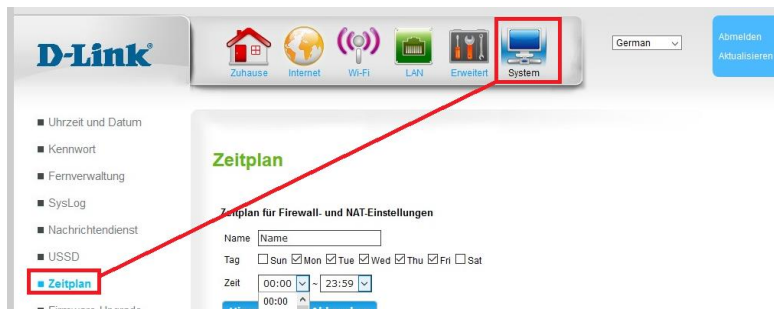 D-Link
Zuhause Internet Wi-Fi LAN Erweitert System
German
Abmelden
Aktualisieren
Uhrzeit und Datum
Kennwort
Fernverwaltung
SysLog
Nachrichtendienst
USSD
Zeitplan
Zeitplan
Zeitplan für Firewall- und NAT-Einstellungen
Name Name
Tag Sun Mon Tue Wed Thu Fri Sat
Zeit 00:00 ~ 23:59
00:00